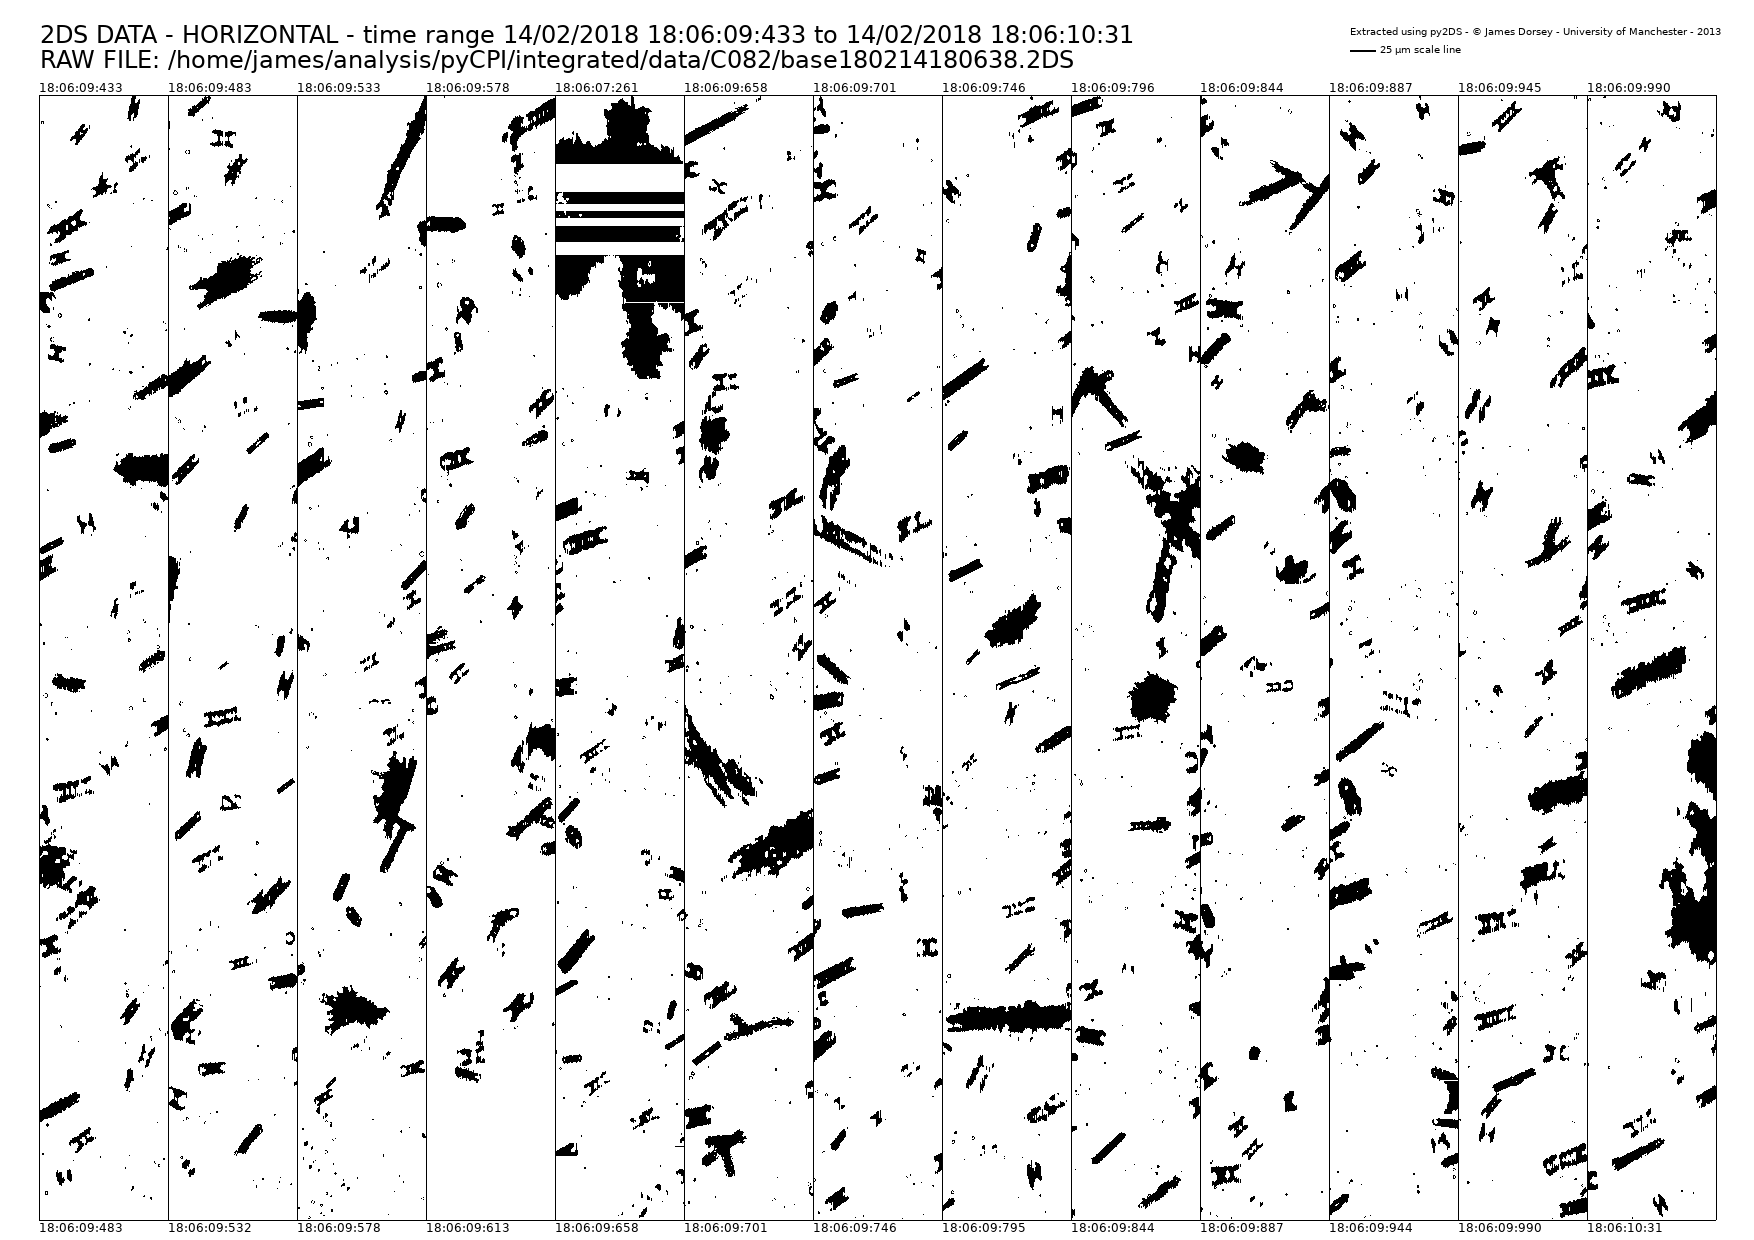 2DS DATA - HORIZONTAL - time range 14/02/2018 18:06:09:433 to 14/02/2018 18:06:10:31
RAW FILE: /home/james/analysis/pyCPI/integrated/data/C082/base180214180638.2DS
Extracted using py2DS - © James Dorsey - University of Manchester - 2013
25 µm scale line
18:06:09:433 18:06:09:483 18:06:09:533 18:06:09:578 18:06:07:261 18:06:09:658 18:06:09:701 18:06:09:746 18:06:09:796 18:06:09:844 18:06:09:887 18:06:09:945 18:06:09:990
18:06:09:483 18:06:09:532 18:06:09:578 18:06:09:613 18:06:09:658 18:06:09:701 18:06:09:746 18:06:09:795 18:06:09:844 18:06:09:887 18:06:09:944 18:06:09:990 18:06:10:31